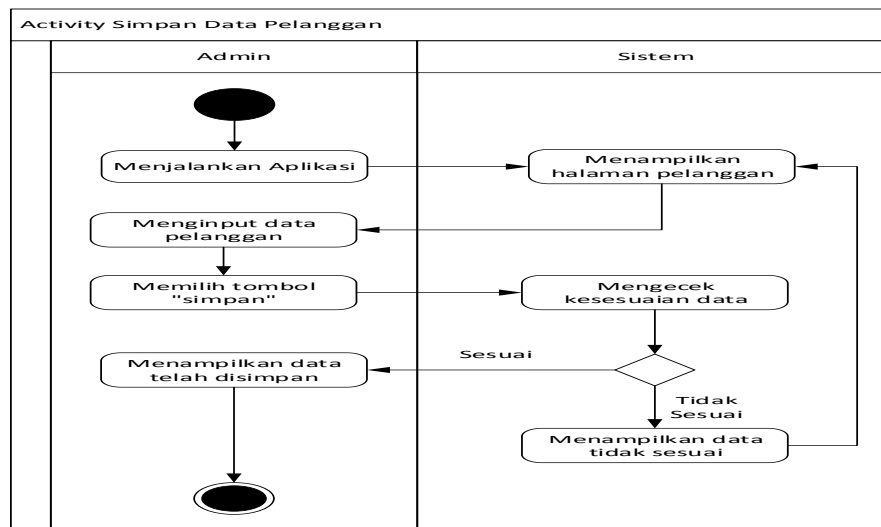 Activity Simpan Data Pelanggan
Admin
Sistem
Menjalankan Aplikasi
Menampilkan
halaman pelanggan
Menginput data
pelanggan
Memilih tombol
"simpan"
Mengecek
kesesuaian data
Sesuai
Menampilkan data
telah disimpan
Tidak
Sesuai
Menampilkan data
tidak sesuai